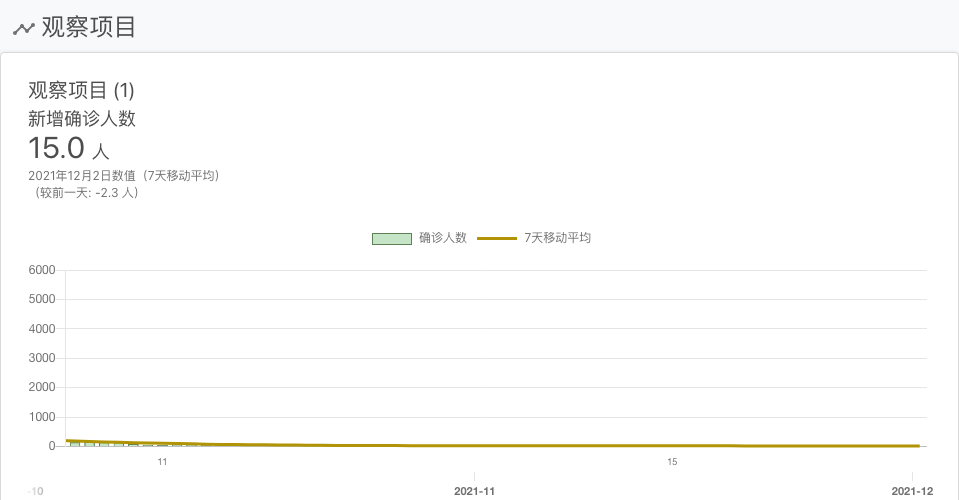 观察项目
观察项目 (1)
新增确诊人数
15.0 人
2021年12月2日数值（7天移动平均）
（较前一天: -2.3 人）
确诊人数 7天移动平均
6000
5000
4000
3000
2000
1000
0
11 15
-10 2021-11 2021-12